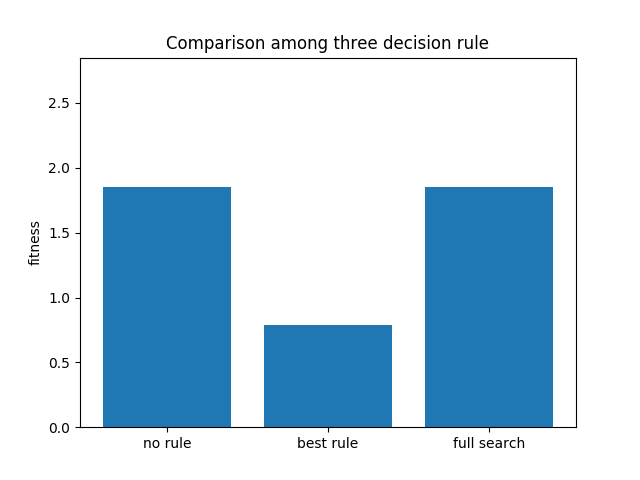 Comparison among three decision rule
2.5
2.0
1.5
1.0
0.5
0.0
fitness
no rule
best rule
full search